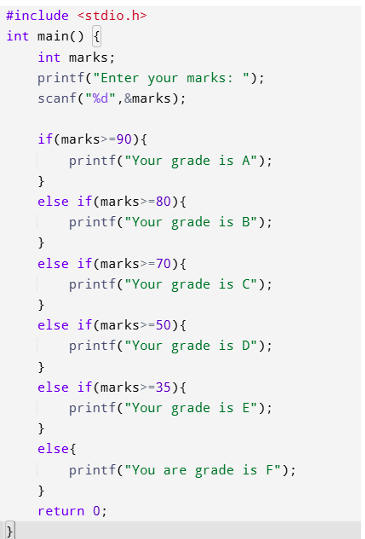 #include <stdio.h>
int main() {
    int marks;
    printf("Enter your marks: ");
    scanf("%d",&marks);
    if(marks>=90){
        printf("Your grade is A");
    }
    else if(marks>=80){
        printf("Your grade is B");
    }
    else if(marks>=70){
        printf("Your grade is C");
    }
    else if(marks>=50){
        printf("Your grade is D");
    }
    else if(marks>=35){
        printf("Your grade is E");
    }
    else{
        printf("You are grade is F");
    }
    return 0;
}